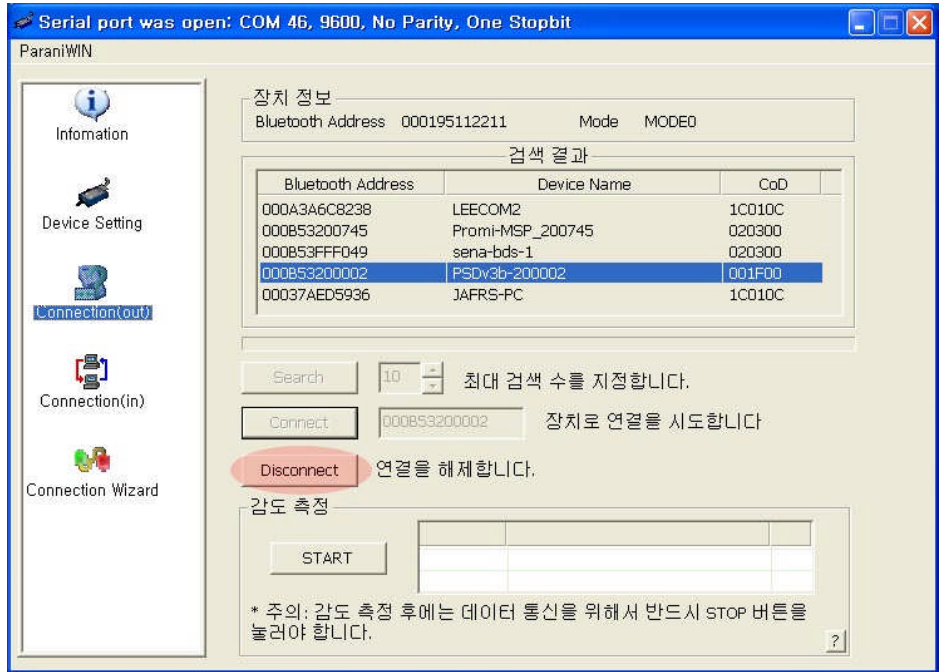 Serial port was open: COM 46, 9600, No Parity, One Stopbit
ParaniWIN
Infomation
Device Setting
Connection(out)
Connection(in)
Connection Wizard
장치 정보
Bluetooth Address 000195112211 Mode MODE0
검색 결과
Bluetooth Address Device Name CoD
000A3A6C8238 LEECOM2 1C010C
000B53200745 Promi-MSP_200745 020300
000B53FFF049 sena-bds-1 020300
000B53200002 PSDv3b-200002 001F00
00037AED5936 JAFRS-PC 1C010C
Search 10 최대 검색 수를 지정합니다.
Connect 000B53200002 장치로 연결을 시도합니다
Disconnect 연결을 해제합니다.
감도 측정
START
* 주의: 감도 측정 후에는 데이터 통신을 위해서 반드시 STOP 버튼을
눌러야 합니다.
?